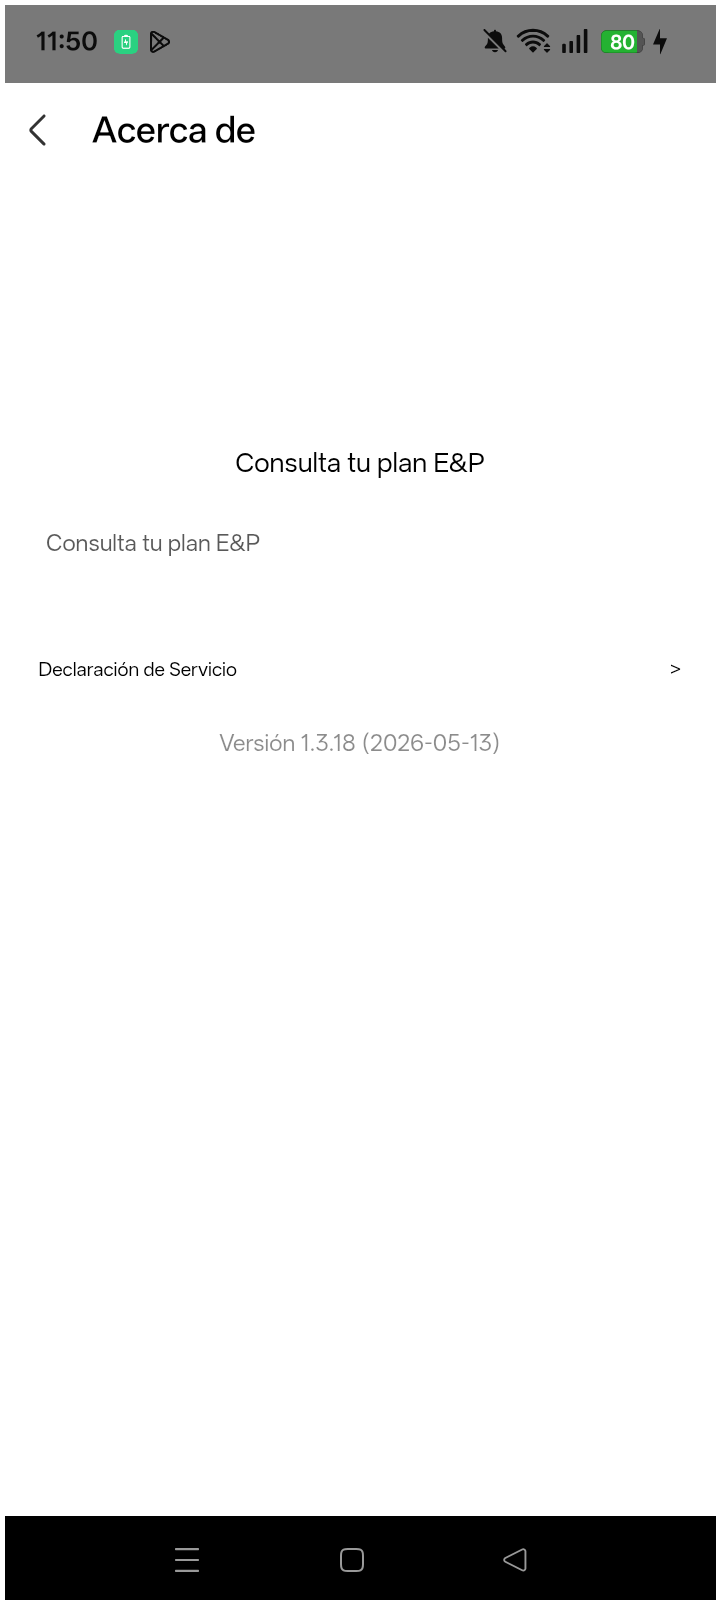 11:50
80
Acerca de
Consulta tu plan E&P
Consulta tu plan E&P
Declaración de Servicio >
Versión 1.3.18 (2026-05-13)